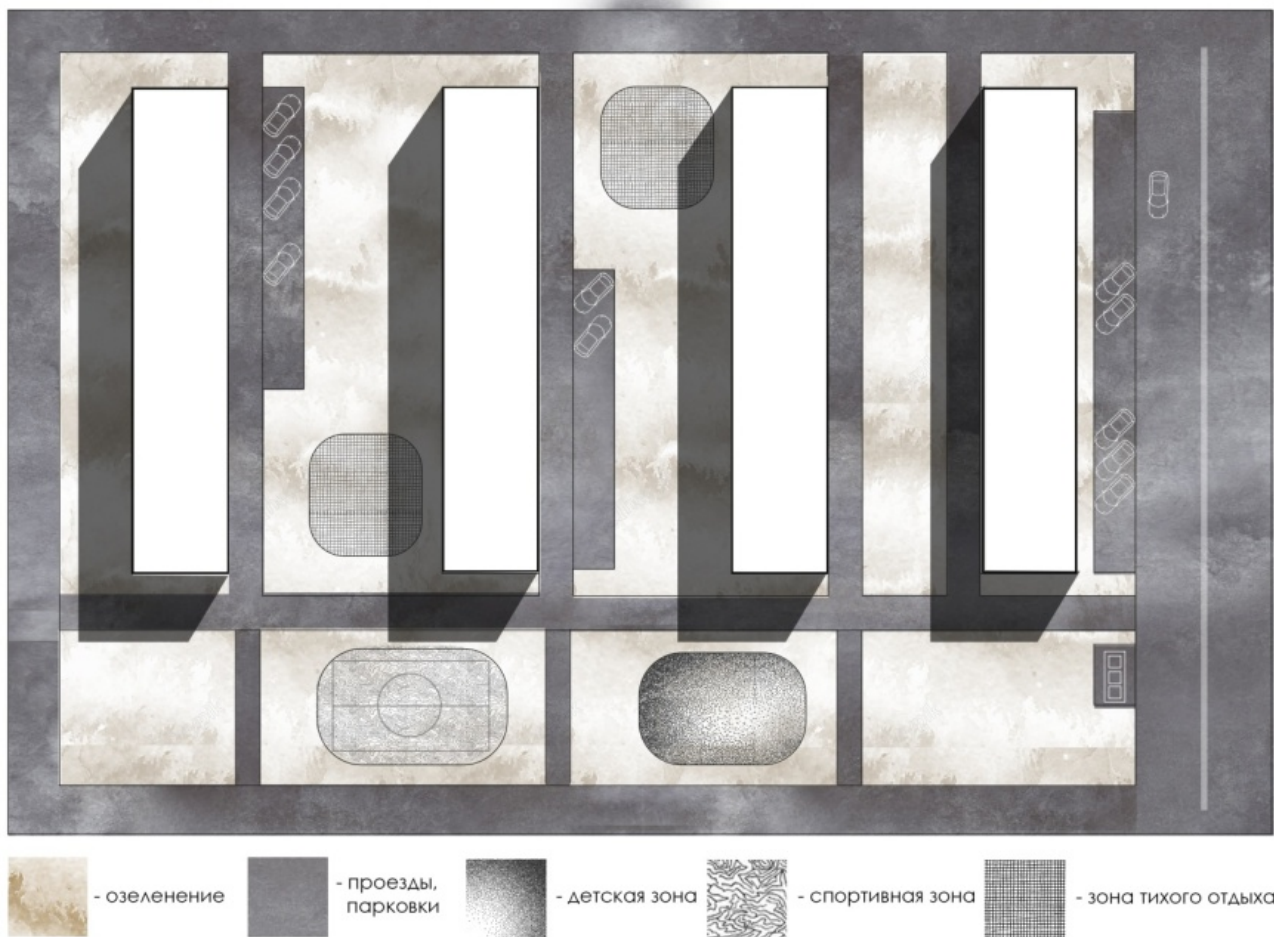 - озеленение
- проезды,
парковки
- детская зона
- спортивная зона
- зона тихого отдыха